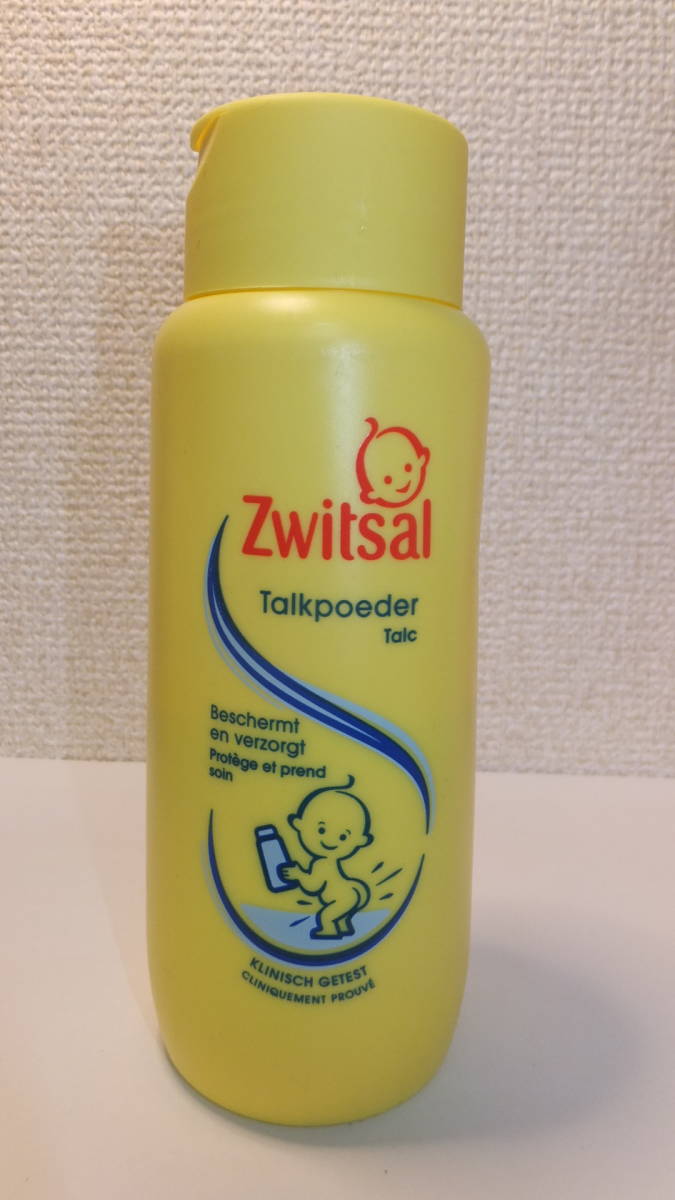 Zwitsal
Talkpoeder
Talc
Beschermt
en verzorgt
Protège et prend
soin
KLINISCH GETEST
CLINIQUEMENT PROUVÉ